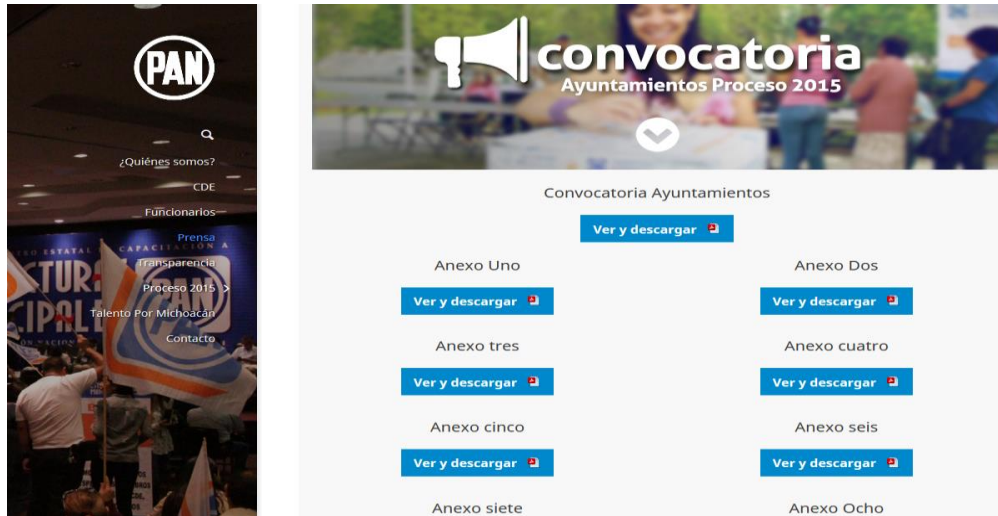 PAN
¿Quiénes somos?
CDE
Funcionarios
Prensa
Transparencia
Proceso 2015
Talento Por Michoacán
Contacto
CAPACITACIÓN A
PAN
convocatoria
Ayuntamientos Proceso 2015
Convocatoria Ayuntamientos
Ver y descargar
Anexo Uno
Anexo Dos
Ver y descargar
Ver y descargar
Anexo tres
Anexo cuatro
Ver y descargar
Ver y descargar
Anexo cinco
Anexo seis
Ver y descargar
Ver y descargar
Anexo siete
Anexo Ocho